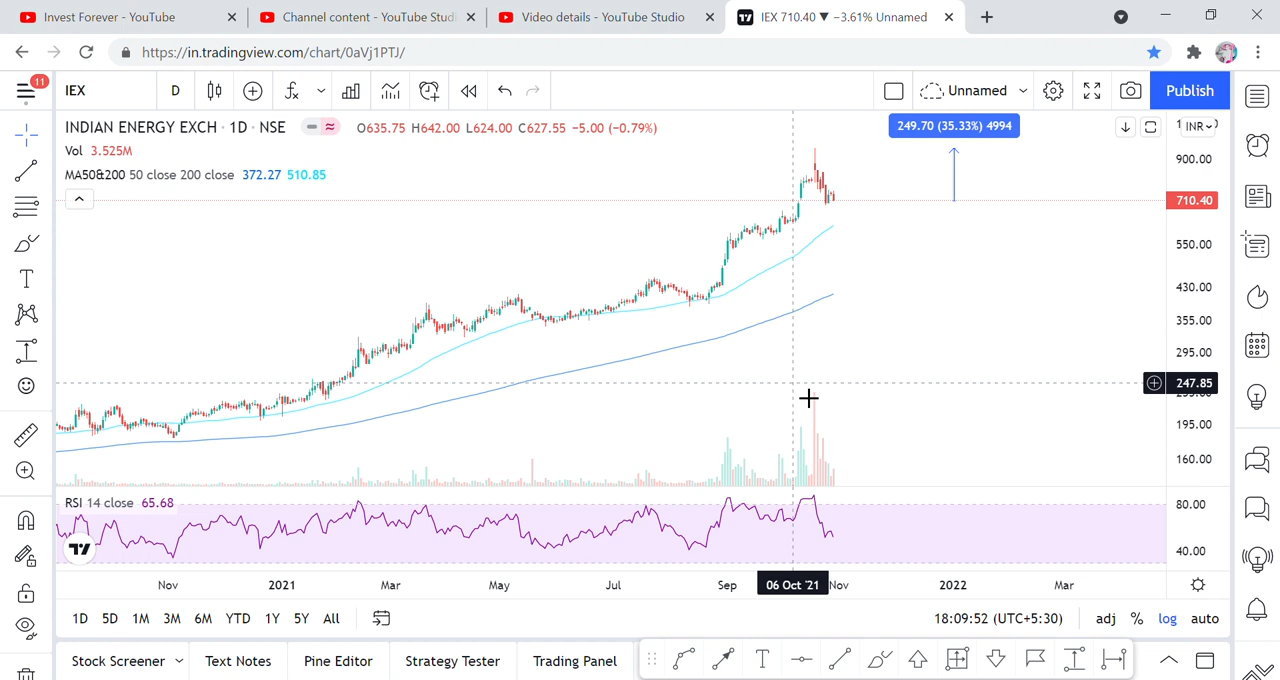 Invest Forever - YouTube
Channel content - YouTube Studi
Video details - YouTube Studio
IEX 710.40 ▼ −3.61% Unnamed
https://in.tradingview.com/chart/0aVj1PTJ/
11
IEX
D
Unnamed
Publish
INDIAN ENERGY EXCH · 1D · NSE
O635.75 H642.00 L624.00 C627.55 −5.00 (−0.79%)
Vol 3.525M
MA50&200 50 close 200 close 372.27 510.85
249.70 (35.33%) 4994
INR
900.00
710.40
550.00
430.00
355.00
295.00
247.85
195.00
160.00
RSI 14 close 65.68
80.00
40.00
Nov 2021 Mar May Jul Sep 06 Oct '21 Nov 2022 Mar
1D 5D 1M 3M 6M YTD 1Y 5Y All
18:09:52 (UTC+5:30)
adj % log auto
Stock Screener
Text Notes
Pine Editor
Strategy Tester
Trading Panel